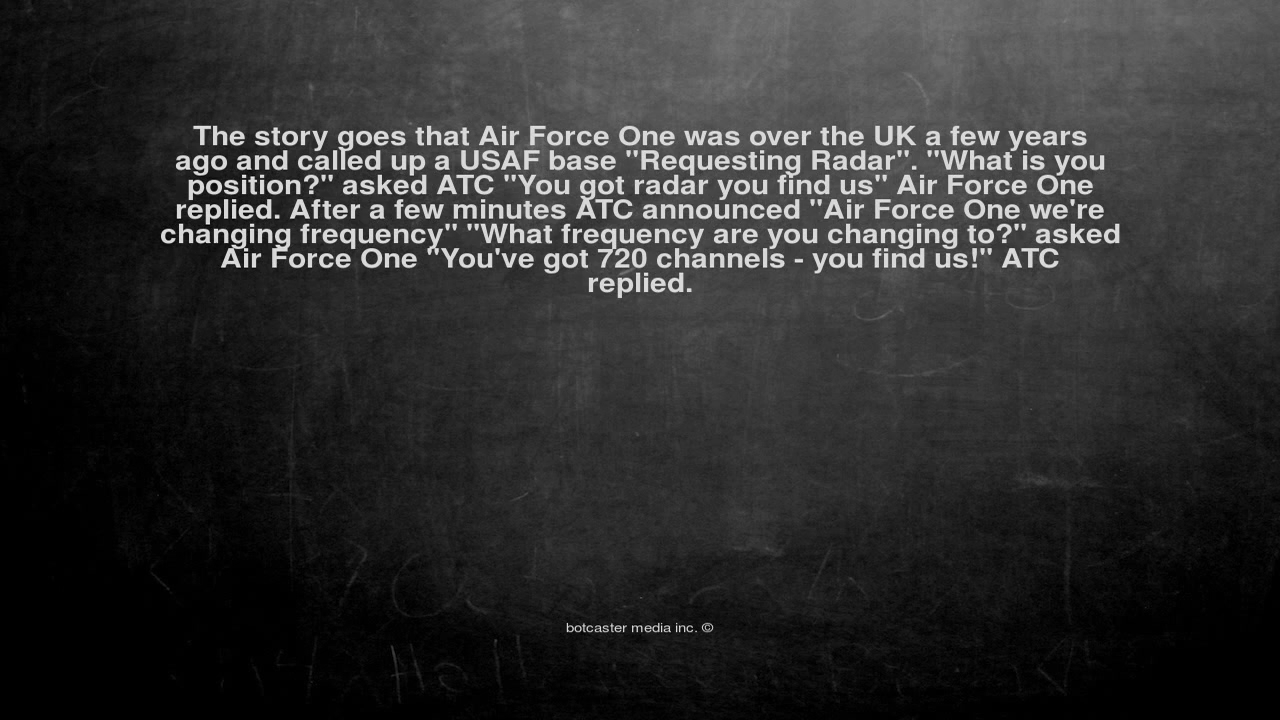 The story goes that Air Force One was over the UK a few years
ago and called up a USAF base "Requesting Radar". "What is you
position?" asked ATC "You got radar you find us" Air Force One
replied. After a few minutes ATC announced "Air Force One we're
changing frequency" "What frequency are you changing to?" asked
Air Force One "You've got 720 channels - you find us!" ATC
replied.
botcaster media inc. ©